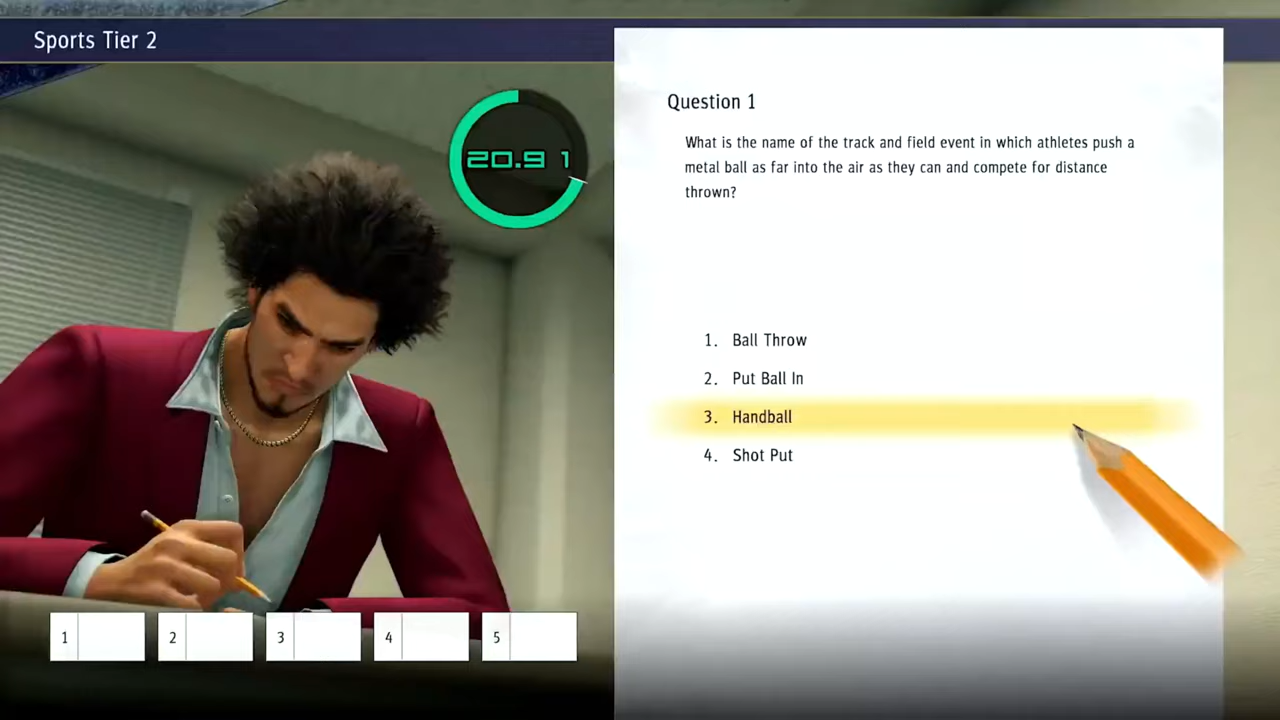 Sports Tier 2
20.91
Question 1
What is the name of the track and field event in which athletes push a
metal ball as far into the air as they can and compete for distance
thrown?
1. Ball Throw
2. Put Ball In
3. Handball
4. Shot Put
1
2
3
4
5